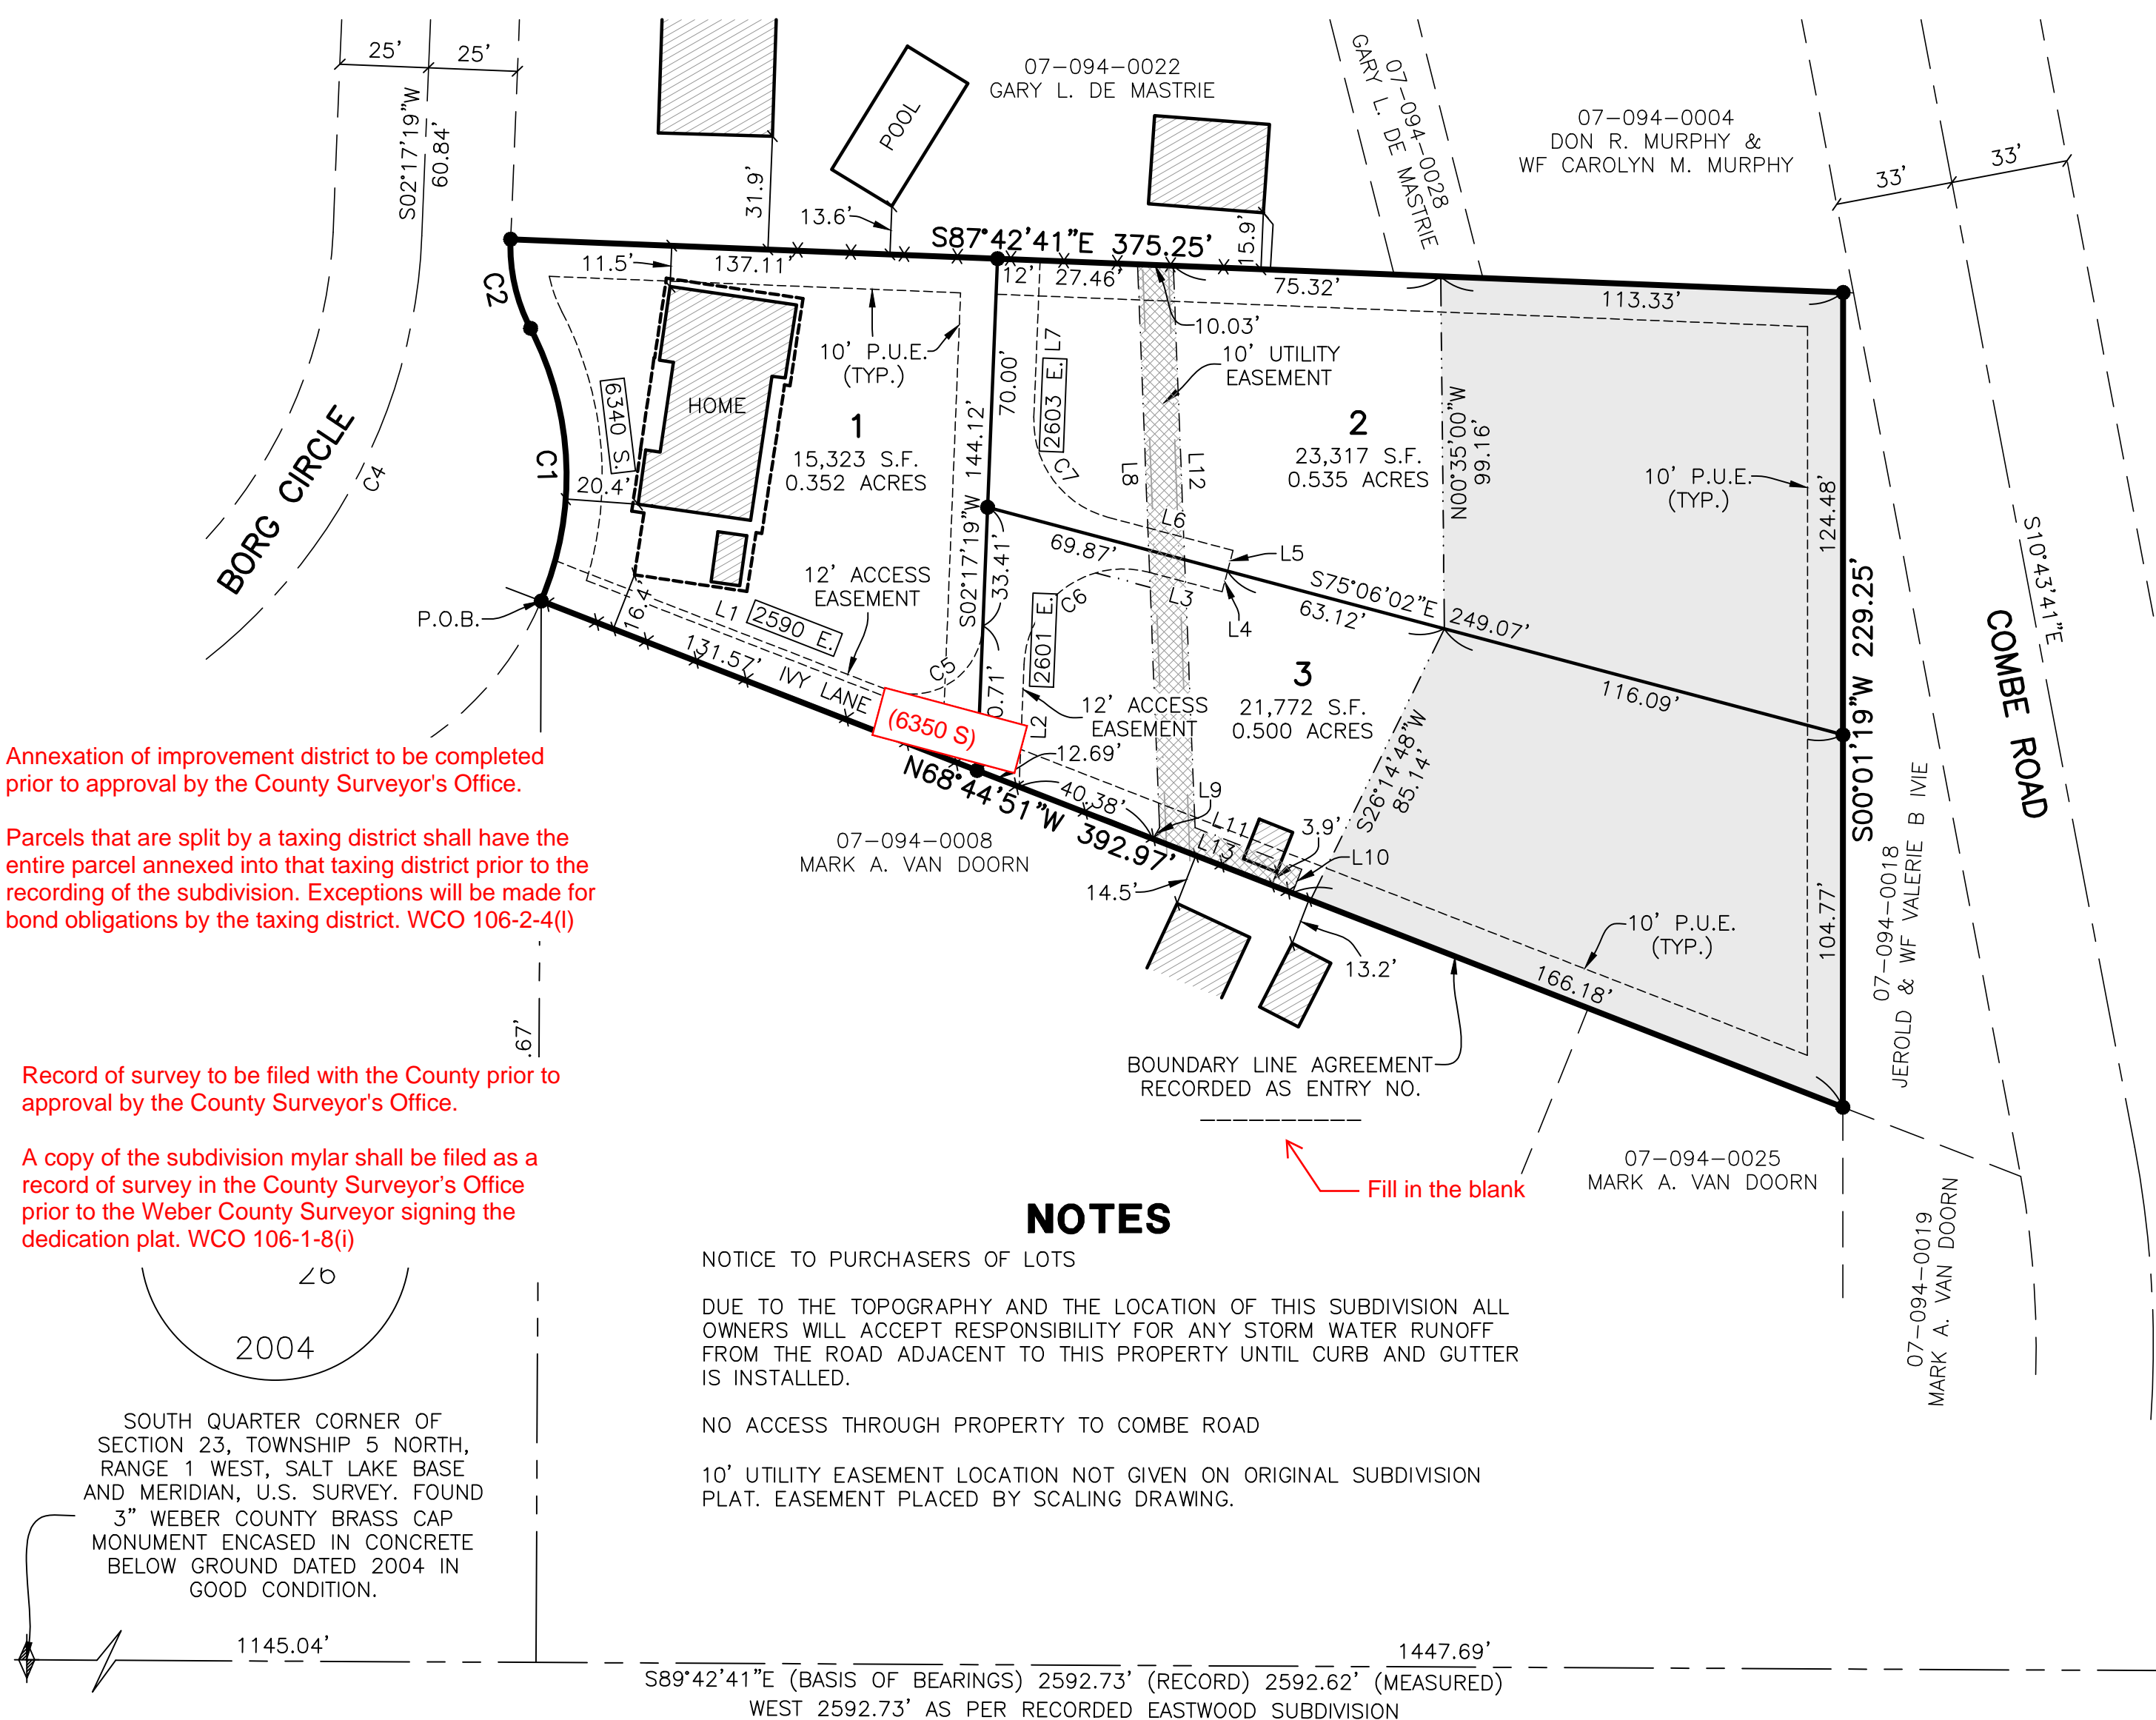 25'
25'
S02°17'19"W
60.84'
07-094-0022
GARY L. DE MASTRIE
POOL
07-094-0028
GARY L. DE MASTRIE
07-094-0004
DON R. MURPHY &
WF CAROLYN M. MURPHY
33'
33'
31.9'
13.6'
15.9'
S87°42'41"E 375.25'
11.5'
137.11'
12'
27.46'
75.32'
113.33'
10.03'
C2
C1
10' P.U.E.
(TYP.)
HOME
6340 S.
20.4'
1
15,323 S.F.
0.352 ACRES
70.00'
144.12'
S02°17'19"W
33.41'
2603 E.
L7
C7
10' UTILITY
EASEMENT
L8
L12
2
23,317 S.F.
0.535 ACRES
N00°35'00"W
99.16'
10' P.U.E.
(TYP.)
124.48'
S10°43'41"E
COMBE ROAD
BORG CIRCLE
C4
P.O.B.
16.4'
L1
2590 E.
12' ACCESS
EASEMENT
131.57'
IVY LANE
C5
(6350 S)
0.71'
69.87'
L6
L5
L3
L4
C6
2601 E.
L2
S75°06'02"E
249.07'
63.12'
116.09'
3
21,772 S.F.
0.500 ACRES
12' ACCESS
EASEMENT
12.69'
N68°44'51"W 392.97'
40.38'
L9
L11
L13
3.9'
L10
S26°14'48"W
85.14'
S00°01'19"W 229.25'
104.77'
07-094-0018
JEROLD & WF VALERIE B IVIE
07-094-0008
MARK A. VAN DOORN
14.5'
13.2'
10' P.U.E.
(TYP.)
166.18'
BOUNDARY LINE AGREEMENT
RECORDED AS ENTRY NO.
__________
Fill in the blank
07-094-0025
MARK A. VAN DOORN
07-094-0019
MARK A. VAN DOORN
Annexation of improvement district to be completed
prior to approval by the County Surveyor's Office.
Parcels that are split by a taxing district shall have the
entire parcel annexed into that taxing district prior to the
recording of the subdivision. Exceptions will be made for
bond obligations by the taxing district. WCO 106-2-4(l)
.67'
Record of survey to be filed with the County prior to
approval by the County Surveyor's Office.
A copy of the subdivision mylar shall be filed as a
record of survey in the County Surveyor's Office
prior to the Weber County Surveyor signing the
dedication plat. WCO 106-1-8(i)
26
2004
SOUTH QUARTER CORNER OF
SECTION 23, TOWNSHIP 5 NORTH,
RANGE 1 WEST, SALT LAKE BASE
AND MERIDIAN, U.S. SURVEY. FOUND
3" WEBER COUNTY BRASS CAP
MONUMENT ENCASED IN CONCRETE
BELOW GROUND DATED 2004 IN
GOOD CONDITION.
NOTES
NOTICE TO PURCHASERS OF LOTS
DUE TO THE TOPOGRAPHY AND THE LOCATION OF THIS SUBDIVISION ALL
OWNERS WILL ACCEPT RESPONSIBILITY FOR ANY STORM WATER RUNOFF
FROM THE ROAD ADJACENT TO THIS PROPERTY UNTIL CURB AND GUTTER
IS INSTALLED.
NO ACCESS THROUGH PROPERTY TO COMBE ROAD
10' UTILITY EASEMENT LOCATION NOT GIVEN ON ORIGINAL SUBDIVISION
PLAT. EASEMENT PLACED BY SCALING DRAWING.
1145.04'
1447.69'
S89°42'41"E (BASIS OF BEARINGS) 2592.73' (RECORD) 2592.62' (MEASURED)
WEST 2592.73' AS PER RECORDED EASTWOOD SUBDIVISION